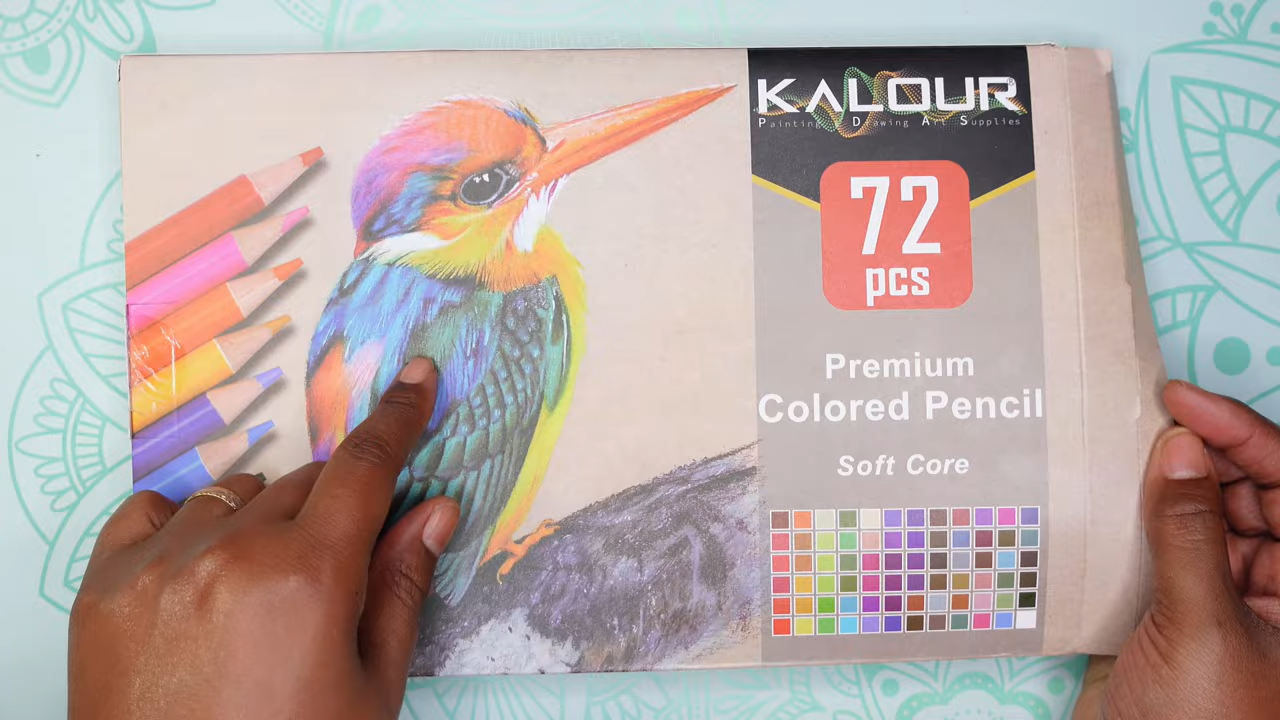 KALOUR®
Painting & Drawing Art Supplies
72
pcs
Premium
Colored Pencil
Soft Core